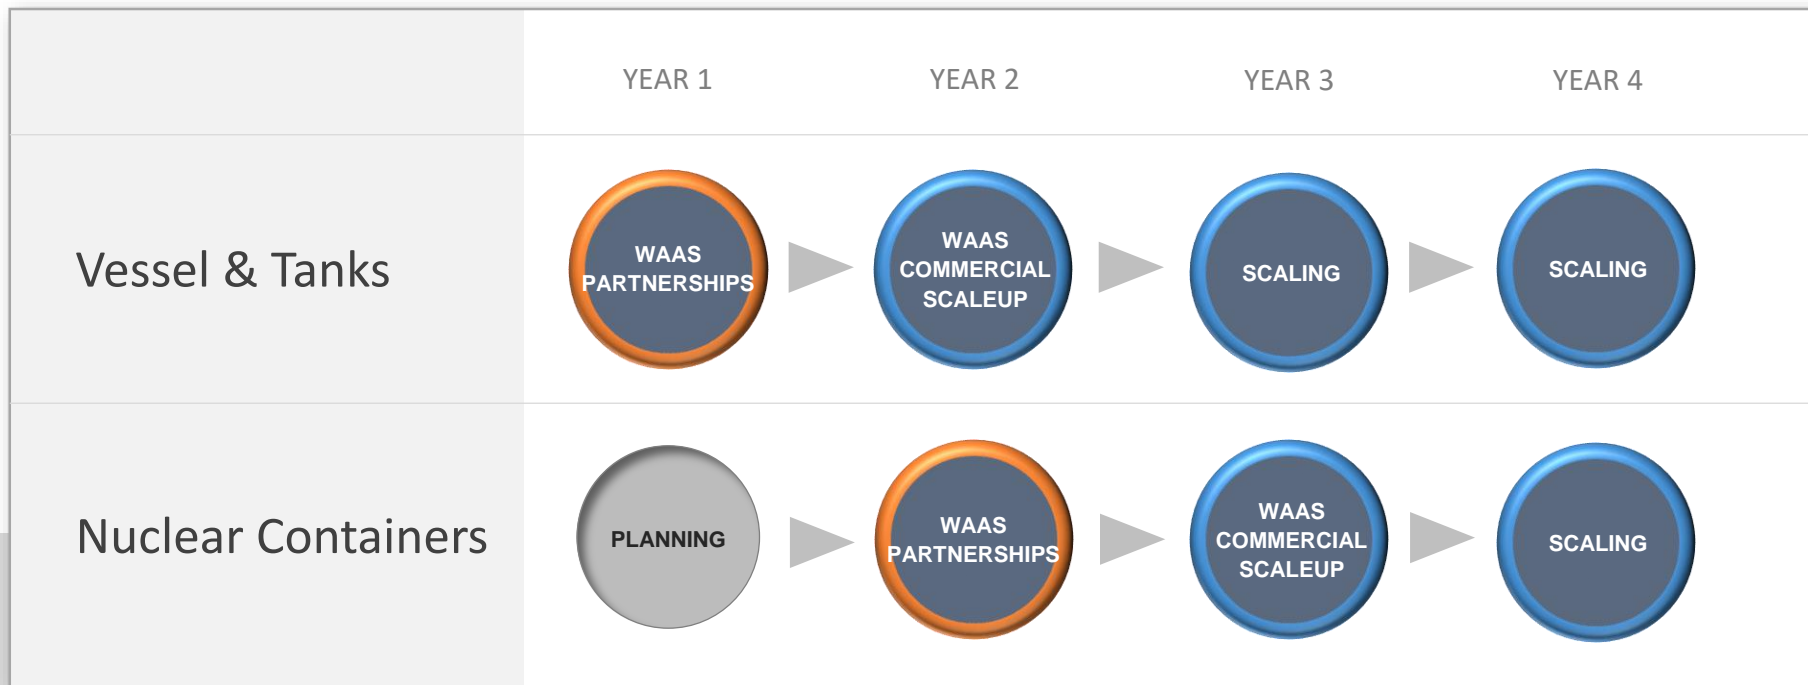 YEAR 1 YEAR 2 YEAR 3 YEAR 4
Vessel & Tanks
WAAS
PARTNERSHIPS
WAAS
COMMERCIAL
SCALEUP
SCALING
SCALING
Nuclear Containers
PLANNING
WAAS
PARTNERSHIPS
WAAS
COMMERCIAL
SCALEUP
SCALING